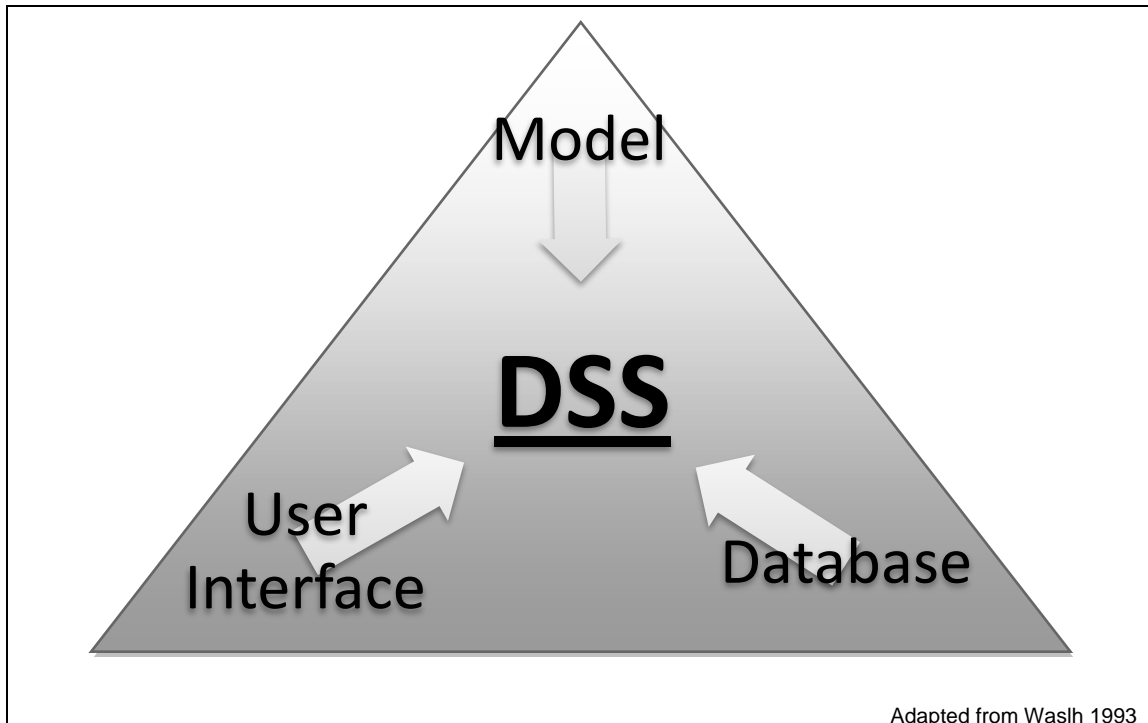 Model
DSS
User
Interface
Database
Adapted from Waslh 1993